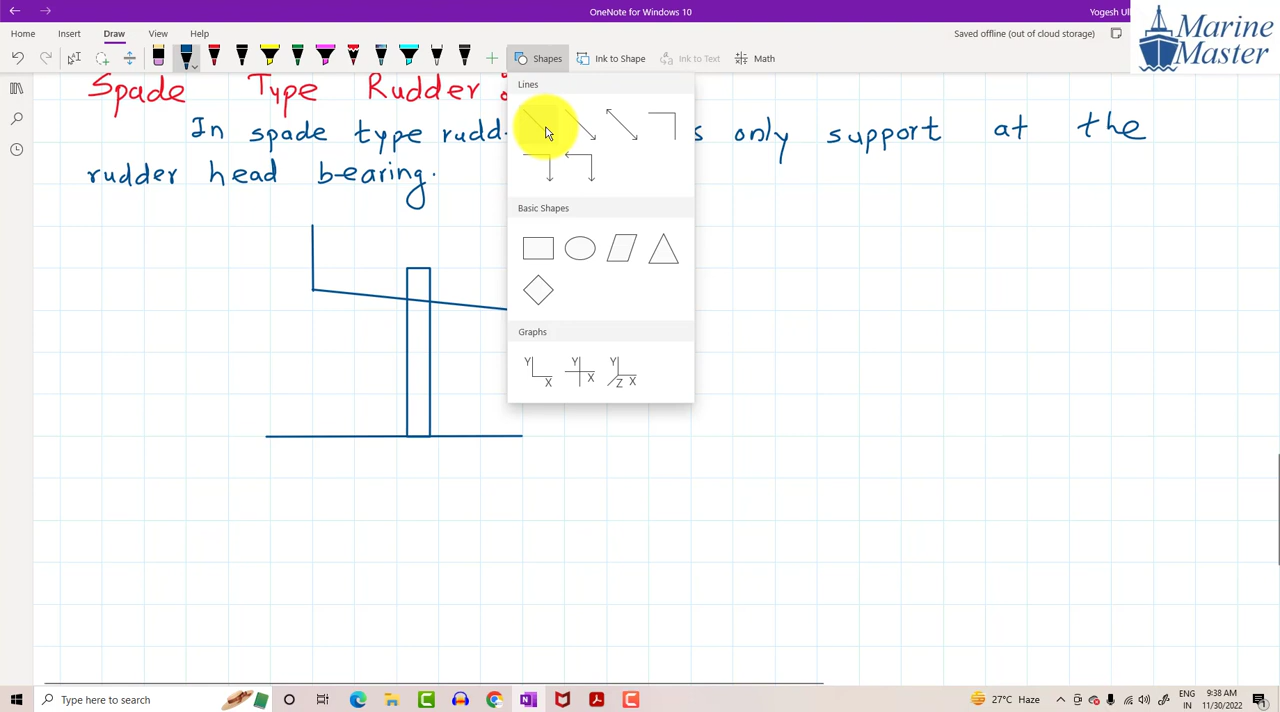 OneNote for Windows 10
Yogesh Ul
Marine
Master
Home Insert Draw View Help
Saved offline (out of cloud storage)
Shapes Ink to Shape Ink to Text Math
Lines
Spade Type Rudder :
In spade type rudd s only support at the
rudder head bearing.
Basic Shapes
Graphs
Y X Y X Y Z X
Type here to search
27°C Haze
ENG
IN
9:38 AM
11/30/2022
1